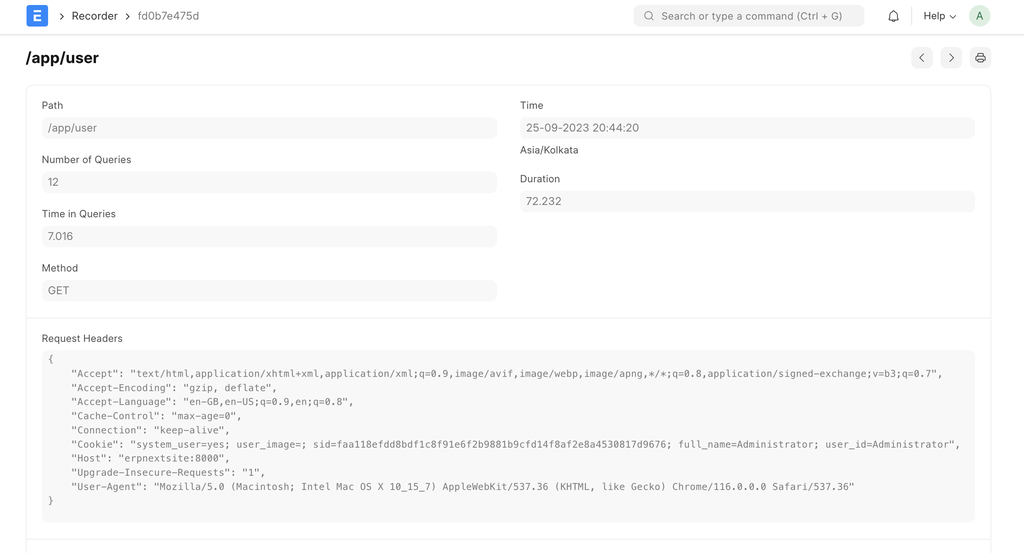 E > Recorder > fd0b7e475d
Search or type a command (Ctrl + G)
Help
A
/app/user
Path
/app/user
Time
25-09-2023 20:44:20
Asia/Kolkata
Number of Queries
12
Duration
72.232
Time in Queries
7.016
Method
GET
Request Headers
{
    "Accept": "text/html,application/xhtml+xml,application/xml;q=0.9,image/avif,image/webp,image/apng,*/*;q=0.8,application/signed-exchange;v=b3;q=0.7",
    "Accept-Encoding": "gzip, deflate",
    "Accept-Language": "en-GB,en-US;q=0.9,en;q=0.8",
    "Cache-Control": "max-age=0",
    "Connection": "keep-alive",
    "Cookie": "system_user=yes; user_image=; sid=faa118efdd8bdf1c8f91e6f2b9881b9cfd14f8af2e8a4530817d9676; full_name=Administrator; user_id=Administrator",
    "Host": "erpnextsite:8000",
    "Upgrade-Insecure-Requests": "1",
    "User-Agent": "Mozilla/5.0 (Macintosh; Intel Mac OS X 10_15_7) AppleWebKit/537.36 (KHTML, like Gecko) Chrome/116.0.0.0 Safari/537.36"
}